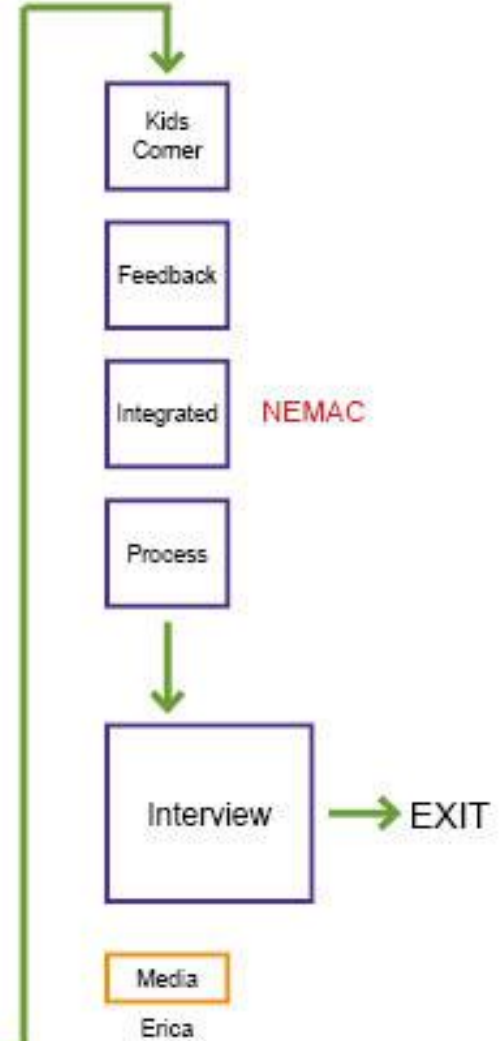 Kids
Corner
Feedback
Integrated
NEMAC
Process
Interview
EXIT
Media
Erica